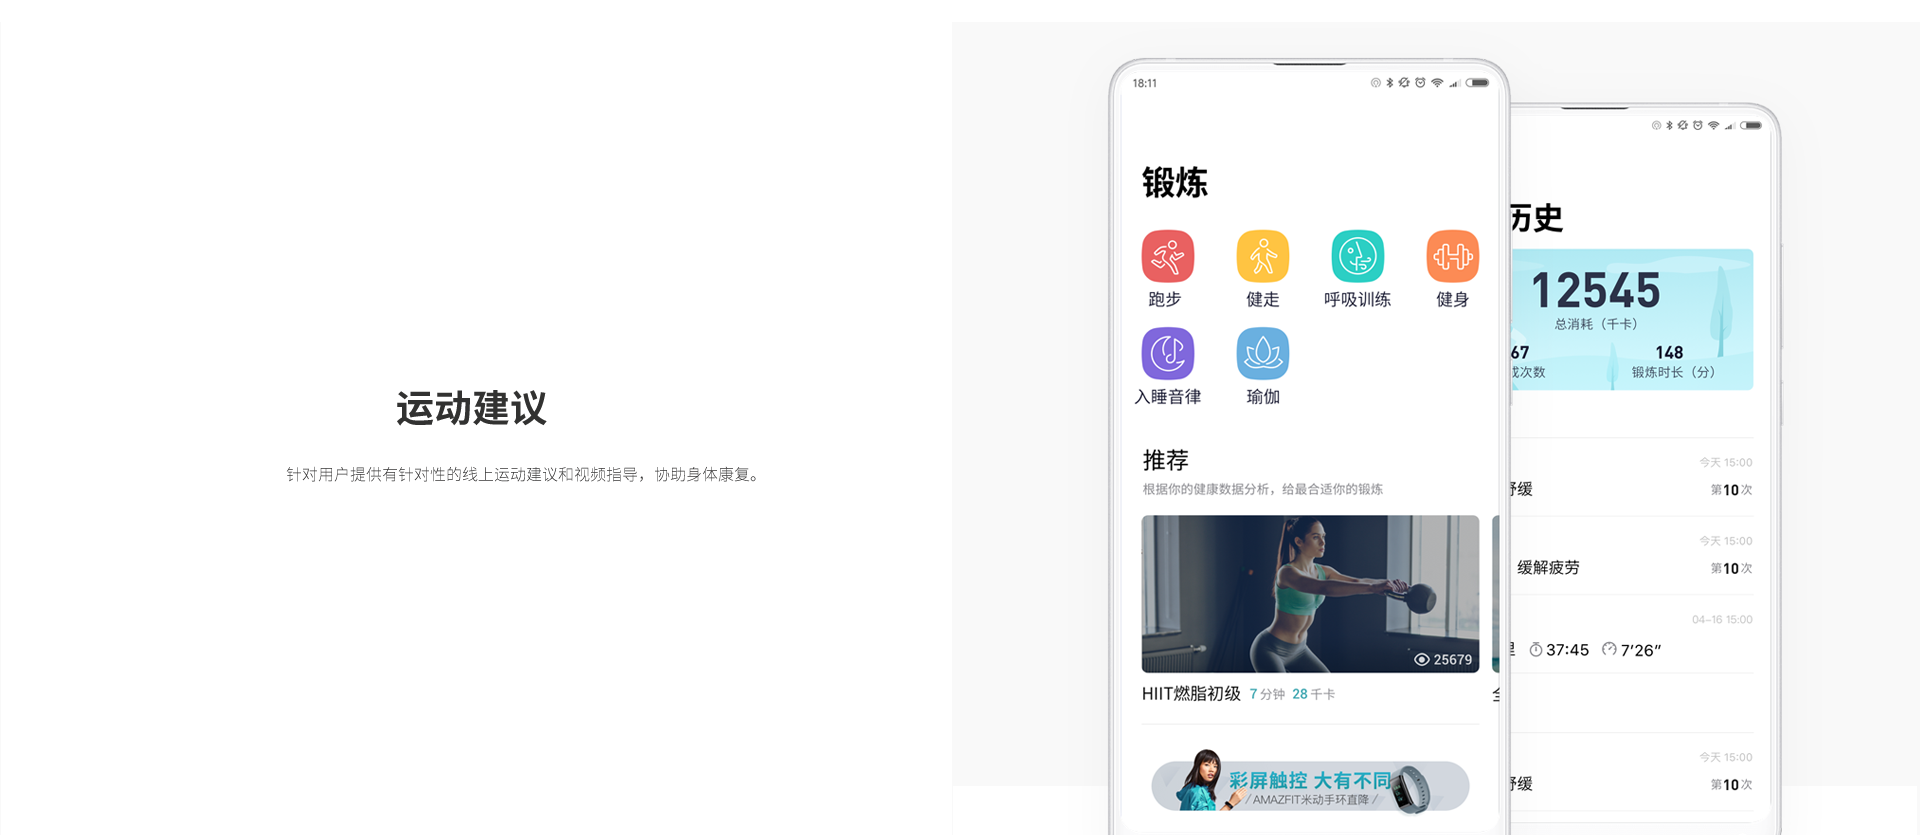 运动建议
针对用户提供有针对性的线上运动建议和视频指导，协助身体康复。
18:11
锻炼
跑步 健走 呼吸训练 健身
入睡音律 瑜伽
推荐
根据你的健康数据分析，给最合适你的锻炼
25679
HIIT燃脂初级 7分钟 28千卡
彩屏触控 大有不同
/ AMAZFIT米动手环直降 /
历史
12545
总消耗（千卡）
67 148
成次数 锻炼时长（分）
今天 15:00
舒缓 第10次
今天 15:00
缓解疲劳 第10次
04-16 15:00
里 37:45 7'26"
今天 15:00
舒缓 第10次